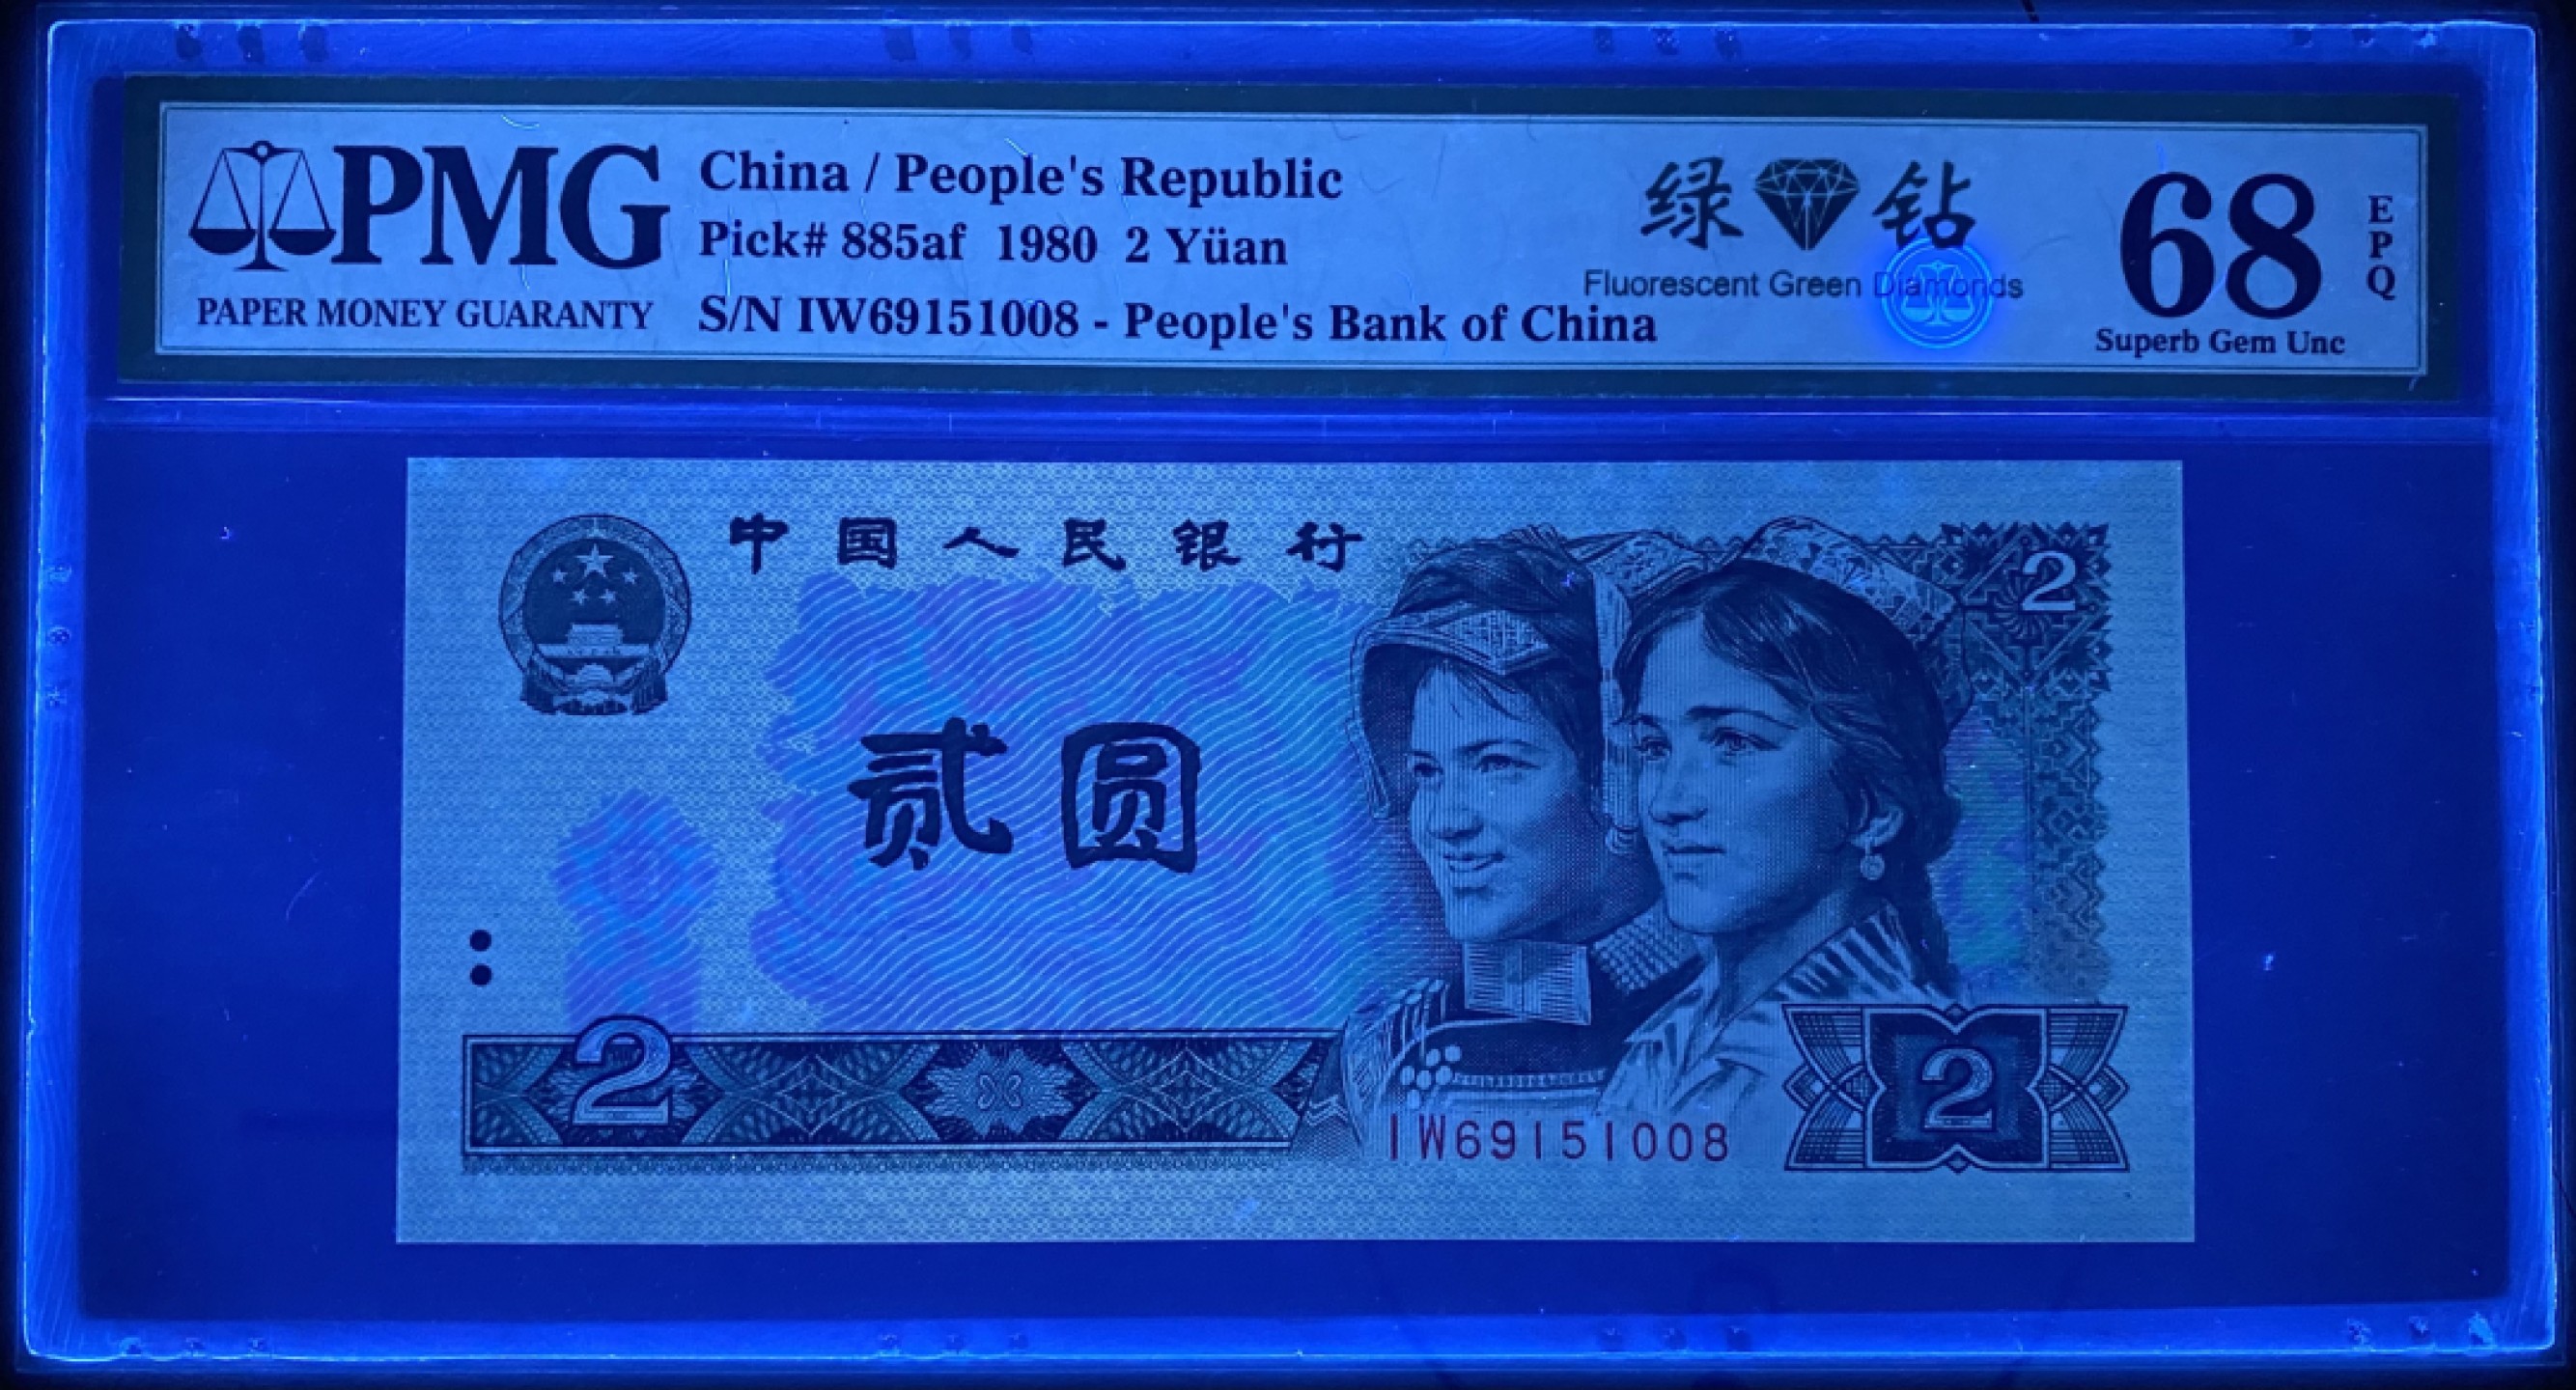 PMG
PAPER MONEY GUARANTY
China / People's Republic
Pick# 885af 1980 2 Yüan
S/N IW69151008 - People's Bank of China
绿 钻
Fluorescent Green Diamonds
68
EPQ
Superb Gem Unc
中国人民银行
2
贰圆
2
IW69151008
2